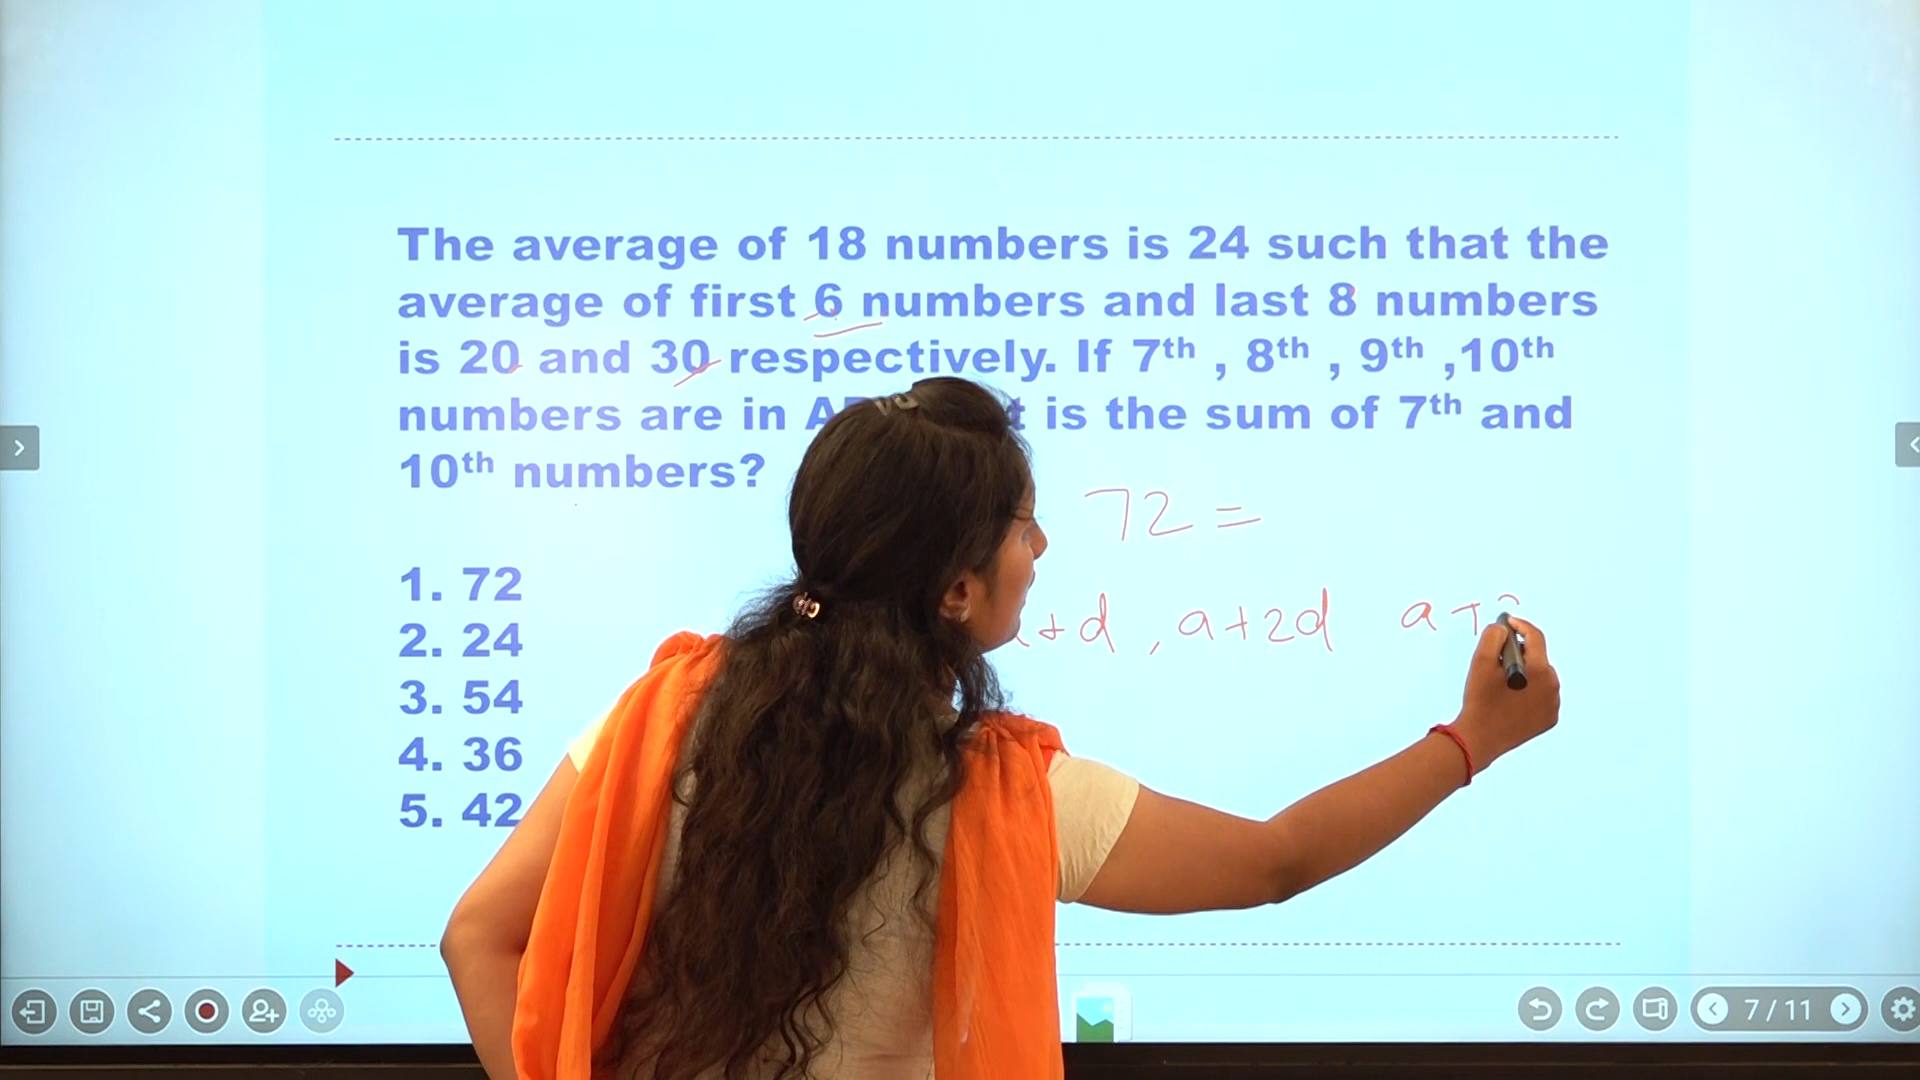 The average of 18 numbers is 24 such that the
average of first 6 numbers and last 8 numbers
is 20 and 30 respectively. If 7th , 8th , 9th ,10th
numbers are in is the sum of 7th and
10th numbers?
72 =
1. 72
+d , a+2d a+
2. 24
3. 54
4. 36
5. 42
7 / 11